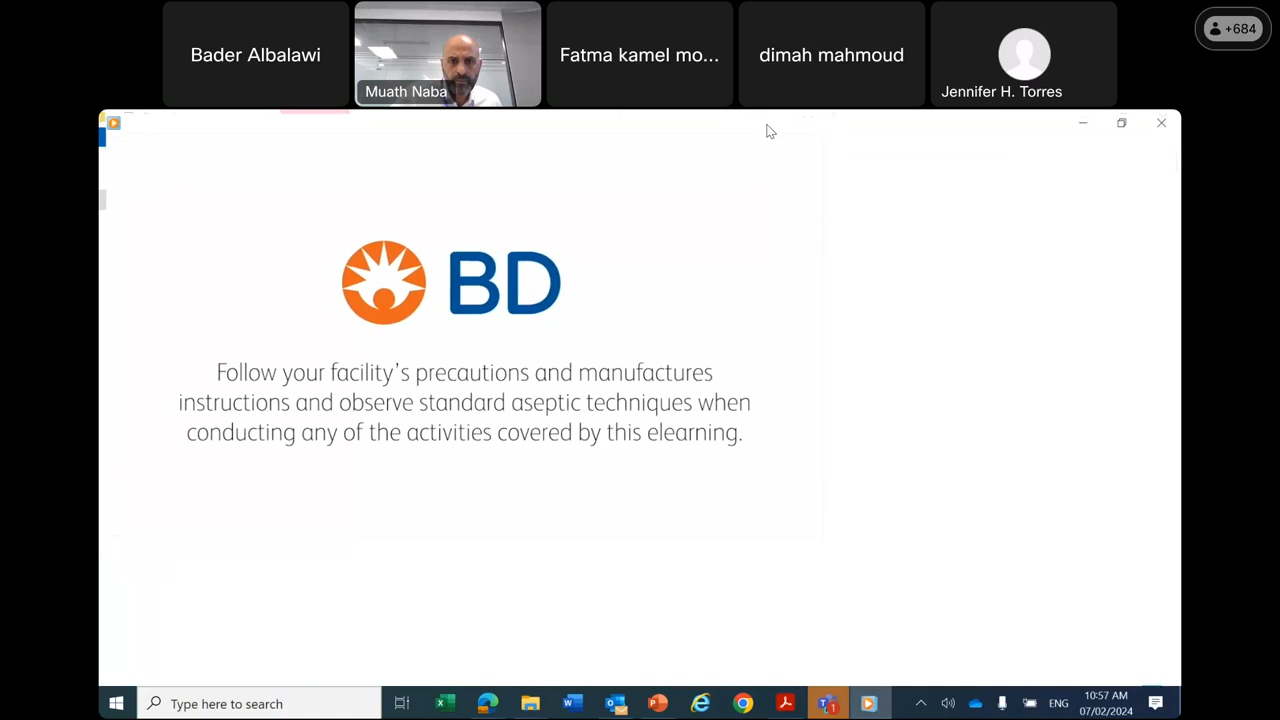 Bader Albalawi
Muath Naba
Fatma kamel mo...
dimah mahmoud
Jennifer H. Torres
+684
BD
Follow your facility's precautions and manufactures
instructions and observe standard aseptic techniques when
conducting any of the activities covered by this elearning.
Type here to search
ENG
10:57 AM
07/02/2024